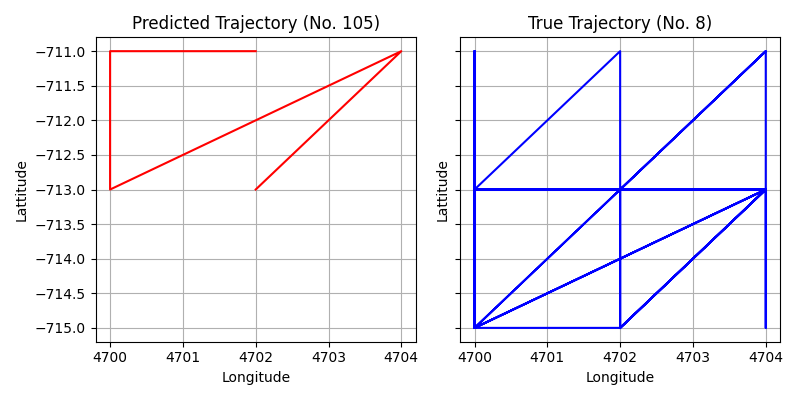 Predicted Trajectory (No. 105)
−711.0
−711.5
−712.0
−712.5
−713.0
−713.5
−714.0
−714.5
−715.0
Lattitude
4700 4701 4702 4703 4704
Longitude
True Trajectory (No. 8)
Lattitude
4700 4701 4702 4703 4704
Longitude